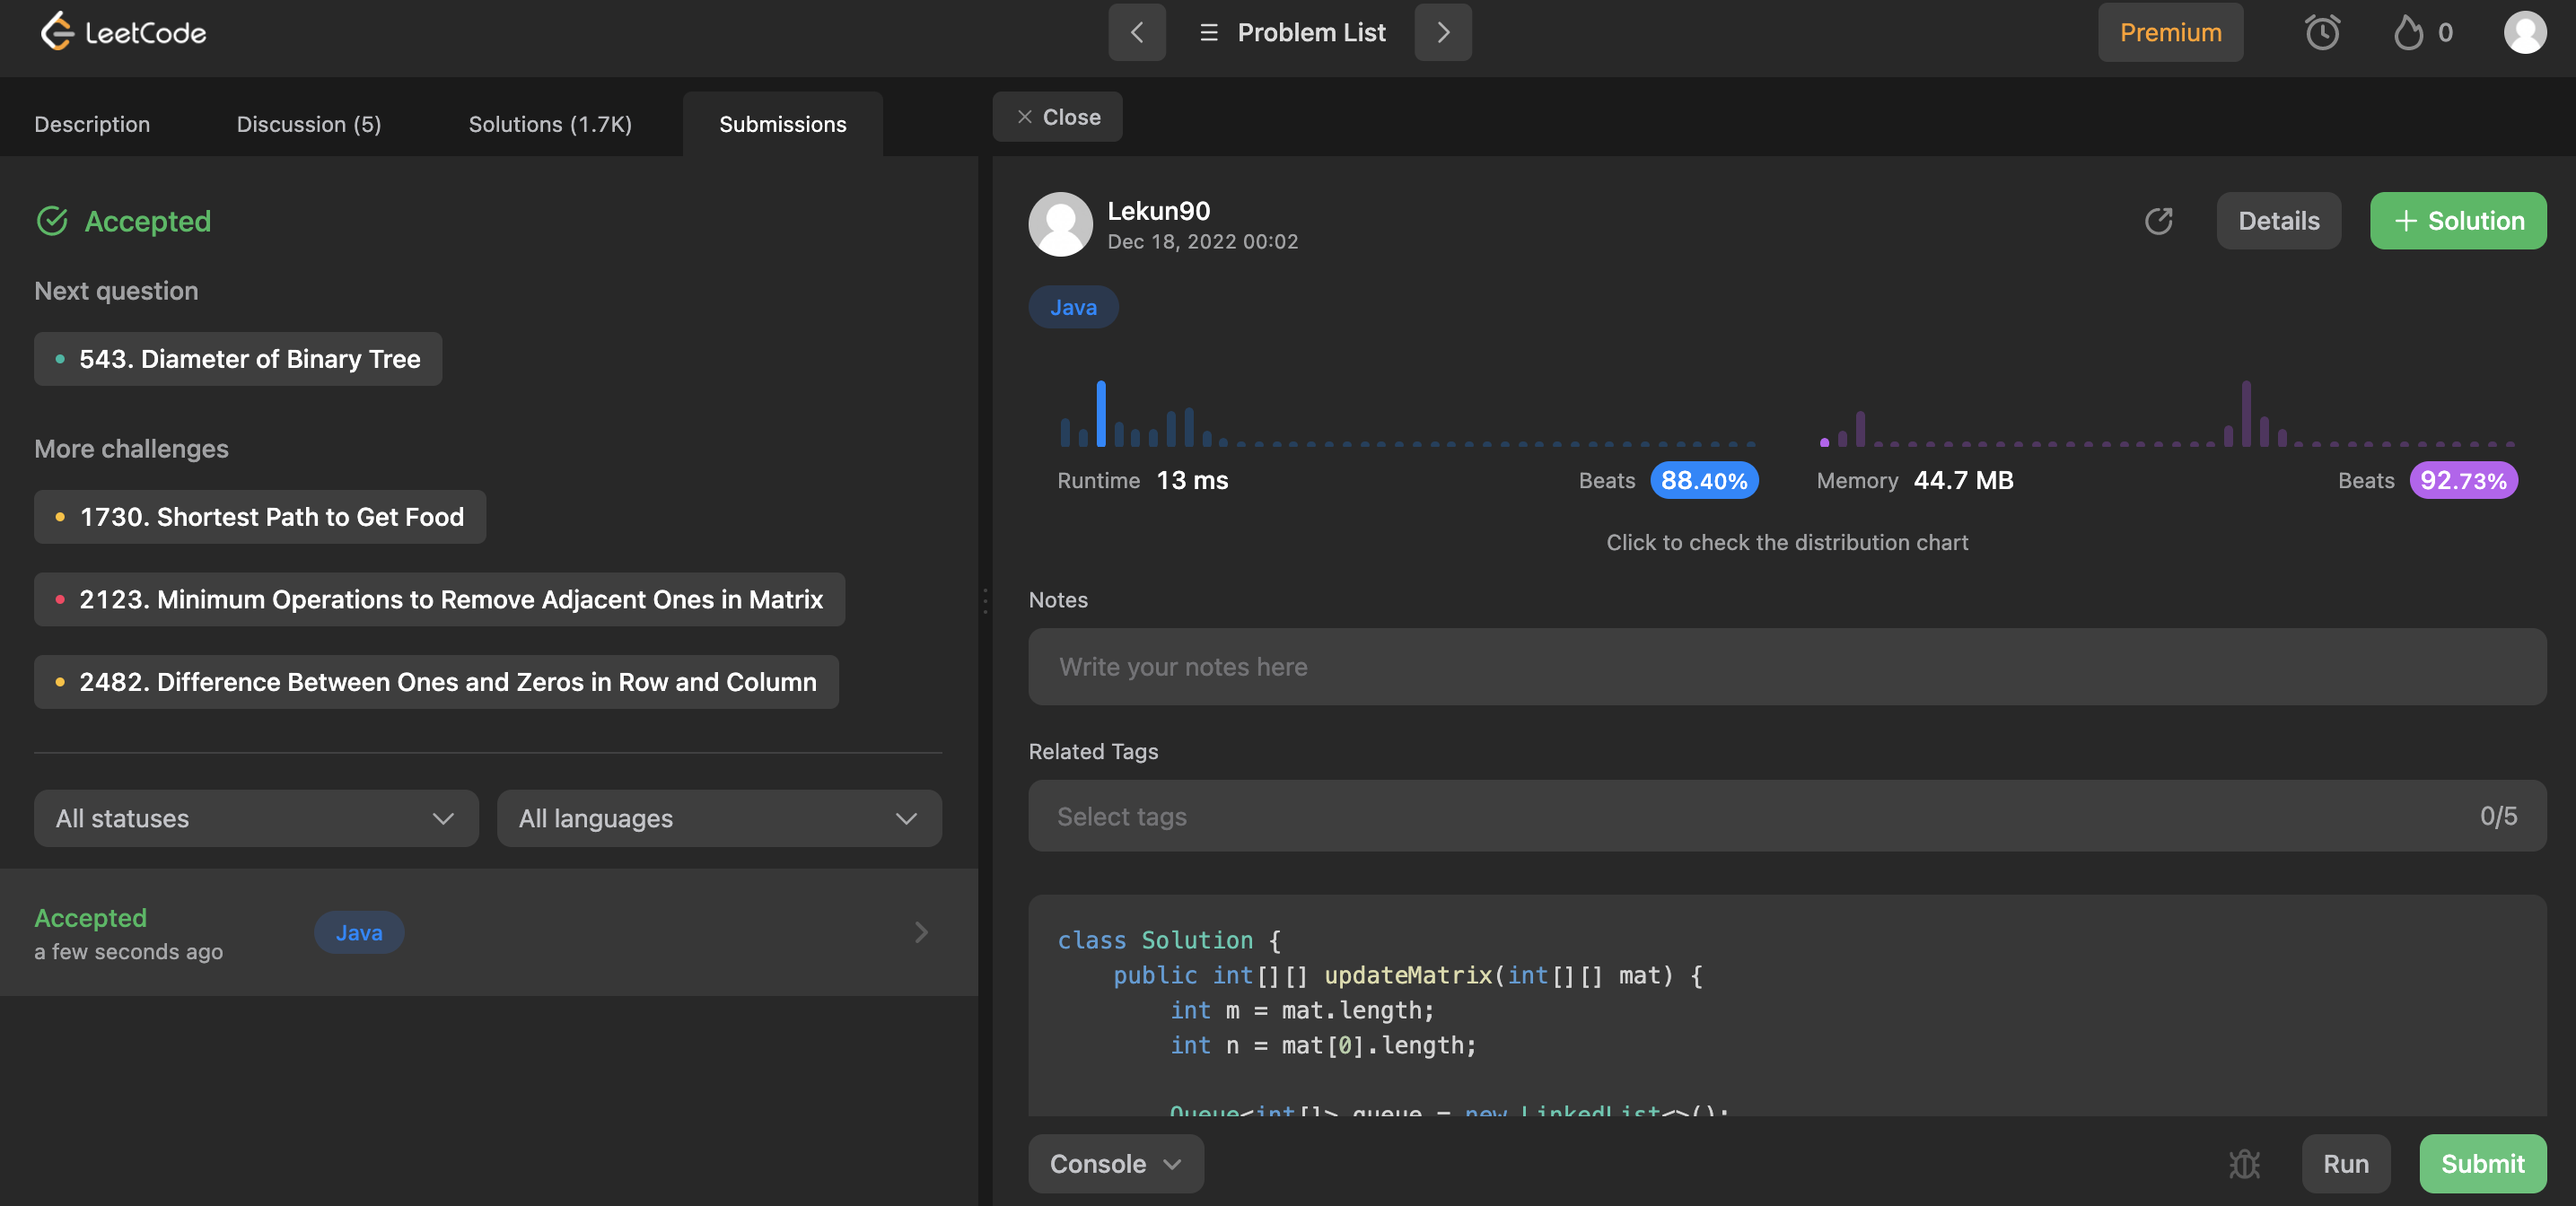 LeetCode
Problem List
Premium
0
Description
Discussion (5)
Solutions (1.7K)
Submissions
Close
Accepted
Next question
543. Diameter of Binary Tree
More challenges
1730. Shortest Path to Get Food
2123. Minimum Operations to Remove Adjacent Ones in Matrix
2482. Difference Between Ones and Zeros in Row and Column
All statuses
All languages
Accepted
a few seconds ago
Java
Lekun90
Dec 18, 2022 00:02
Details
+ Solution
Java
Runtime 13 ms
Beats 88.40%
Memory 44.7 MB
Beats 92.73%
Click to check the distribution chart
Notes
Write your notes here
Related Tags
Select tags
0/5
class Solution {
    public int[][] updateMatrix(int[][] mat) {
        int m = mat.length;
        int n = mat[0].length;
        Queue<int[]> queue = new LinkedList<>();
Console
Run
Submit